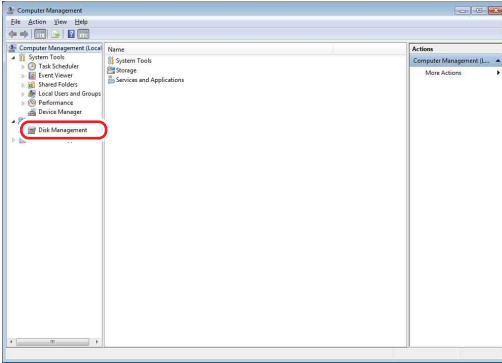 Computer Management
File Action View Help
Computer Management (Local
System Tools
Task Scheduler
Event Viewer
Shared Folders
Local Users and Groups
Performance
Device Manager
Disk Management
Name
System Tools
Storage
Services and Applications
Actions
Computer Management (L...
More Actions